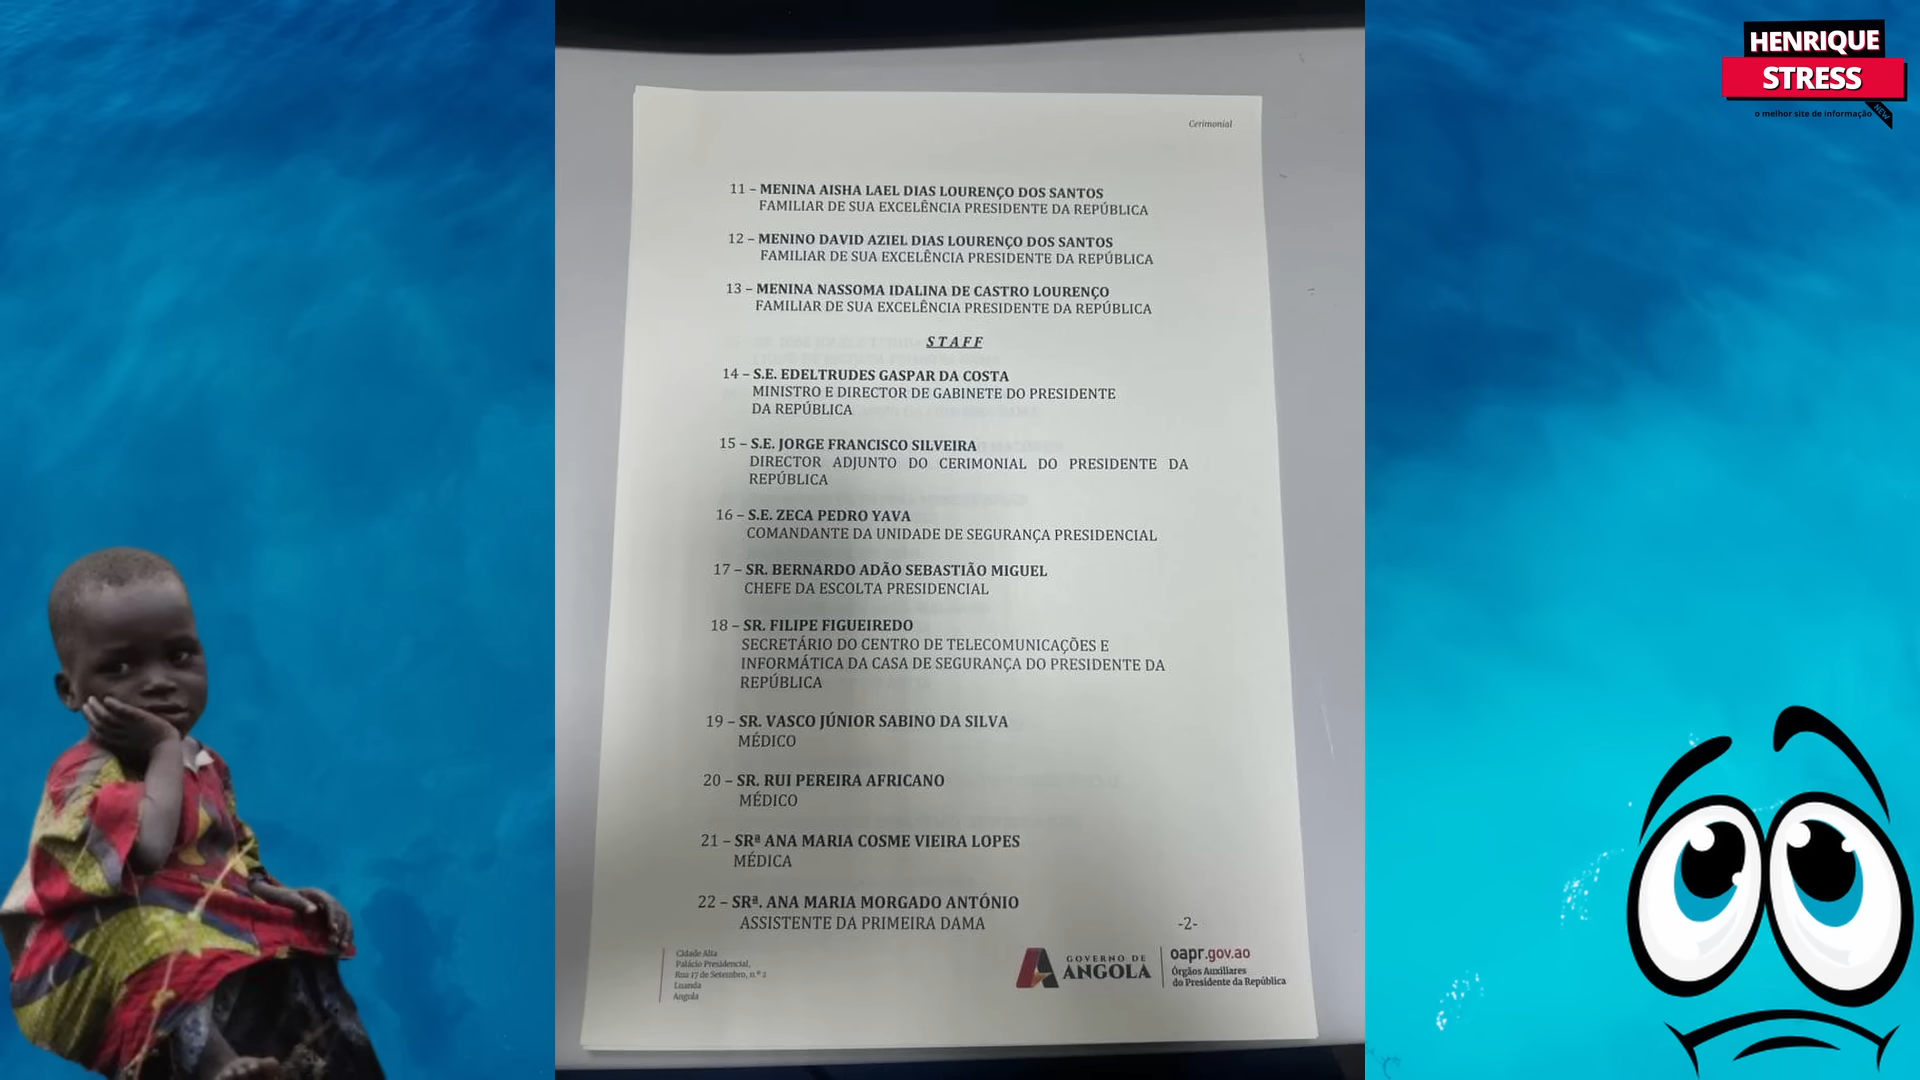 HENRIQUE
STRESS
o melhor site de informação
NEW
Cerimonial
11 – MENINA AISHA LAEL DIAS LOURENÇO DOS SANTOS
FAMILIAR DE SUA EXCELÊNCIA PRESIDENTE DA REPÚBLICA
12 – MENINO DAVID AZIEL DIAS LOURENÇO DOS SANTOS
FAMILIAR DE SUA EXCELÊNCIA PRESIDENTE DA REPÚBLICA
13 – MENINA NASSOMA IDALINA DE CASTRO LOURENÇO
FAMILIAR DE SUA EXCELÊNCIA PRESIDENTE DA REPÚBLICA
STAFF
14 – S.E. EDELTRUDES GASPAR DA COSTA
MINISTRO E DIRECTOR DE GABINETE DO PRESIDENTE
DA REPÚBLICA
15 – S.E. JORGE FRANCISCO SILVEIRA
DIRECTOR ADJUNTO DO CERIMONIAL DO PRESIDENTE DA
REPÚBLICA
16 – S.E. ZECA PEDRO YAVA
COMANDANTE DA UNIDADE DE SEGURANÇA PRESIDENCIAL
17 – SR. BERNARDO ADÃO SEBASTIÃO MIGUEL
CHEFE DA ESCOLTA PRESIDENCIAL
18 – SR. FILIPE FIGUEIREDO
SECRETÁRIO DO CENTRO DE TELECOMUNICAÇÕES E
INFORMÁTICA DA CASA DE SEGURANÇA DO PRESIDENTE DA
REPÚBLICA
19 – SR. VASCO JÚNIOR SABINO DA SILVA
MÉDICO
20 – SR. RUI PEREIRA AFRICANO
MÉDICO
21 – SRª ANA MARIA COSME VIEIRA LOPES
MÉDICA
22 – SRª. ANA MARIA MORGADO ANTÓNIO
ASSISTENTE DA PRIMEIRA DAMA
-2-
Cidade Alta
Palácio Presidencial,
Rua 17 de Setembro, n.º 2
Luanda
Angola
GOVERNO DE
ANGOLA
oapr.gov.ao
Órgãos Auxiliares
do Presidente da República